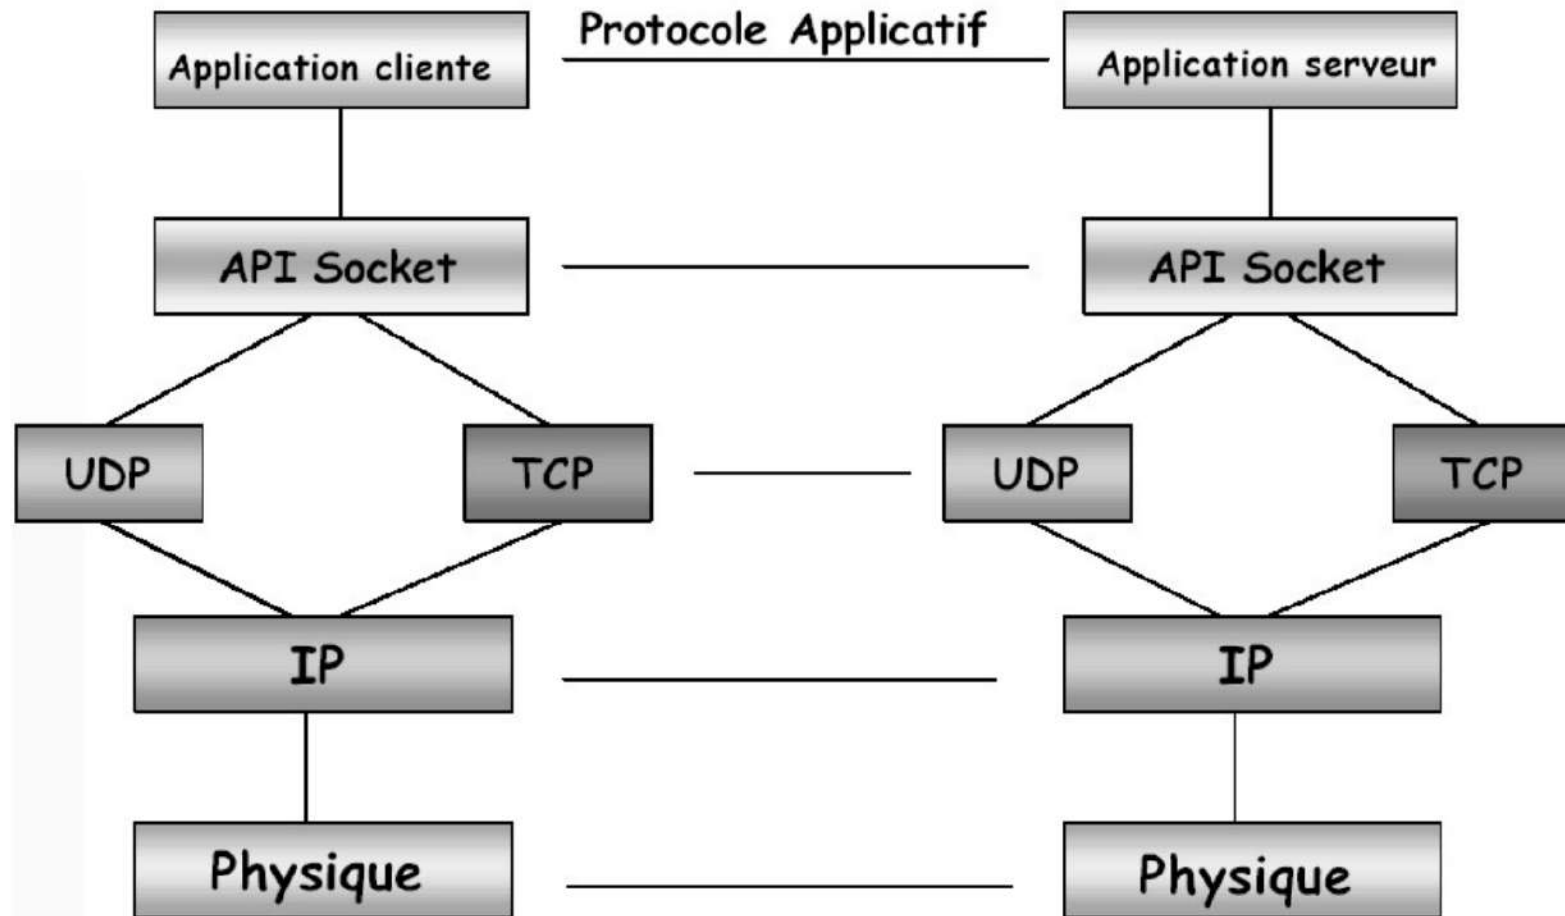 Protocole Applicatif
Application cliente
Application serveur
API Socket
API Socket
UDP
TCP
UDP
TCP
IP
IP
Physique
Physique